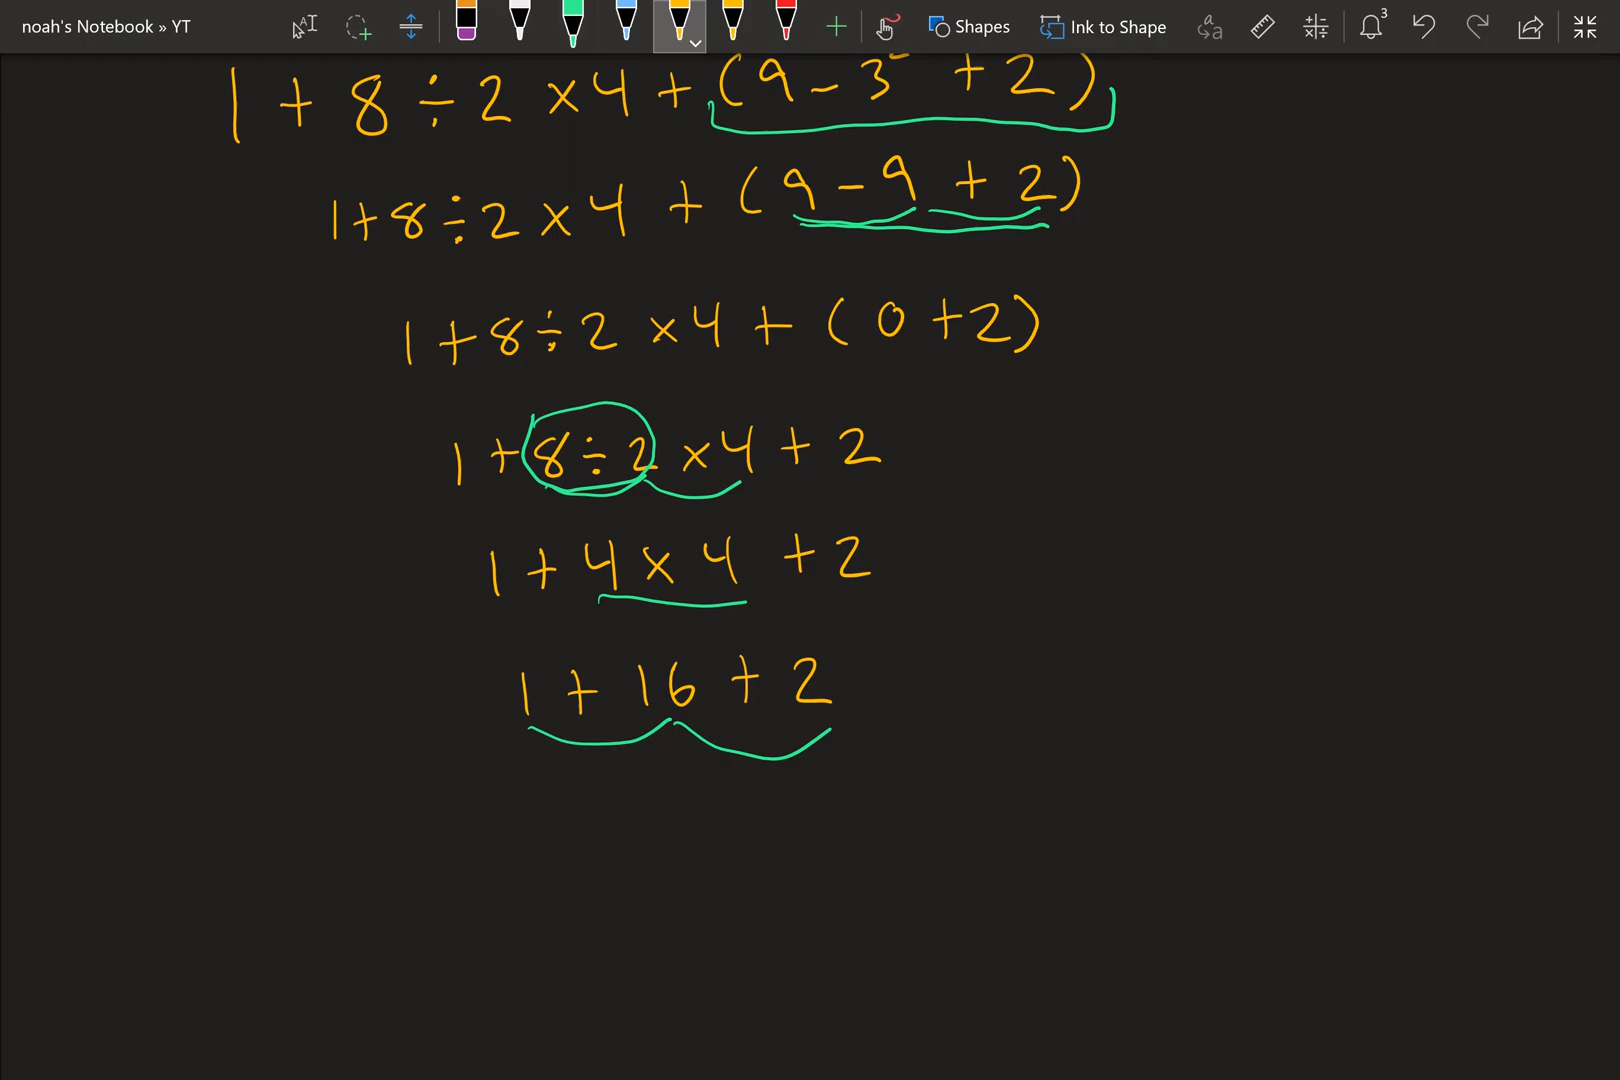 noah's Notebook » YT
Shapes
Ink to Shape
3
1 + 8 ÷ 2 × 4 + (9 - 3² + 2)
1 + 8 ÷ 2 × 4 + (9 - 9 + 2)
1 + 8 ÷ 2 × 4 + (0 + 2)
1 + 8 ÷ 2 × 4 + 2
1 + 4 × 4 + 2
1 + 16 + 2